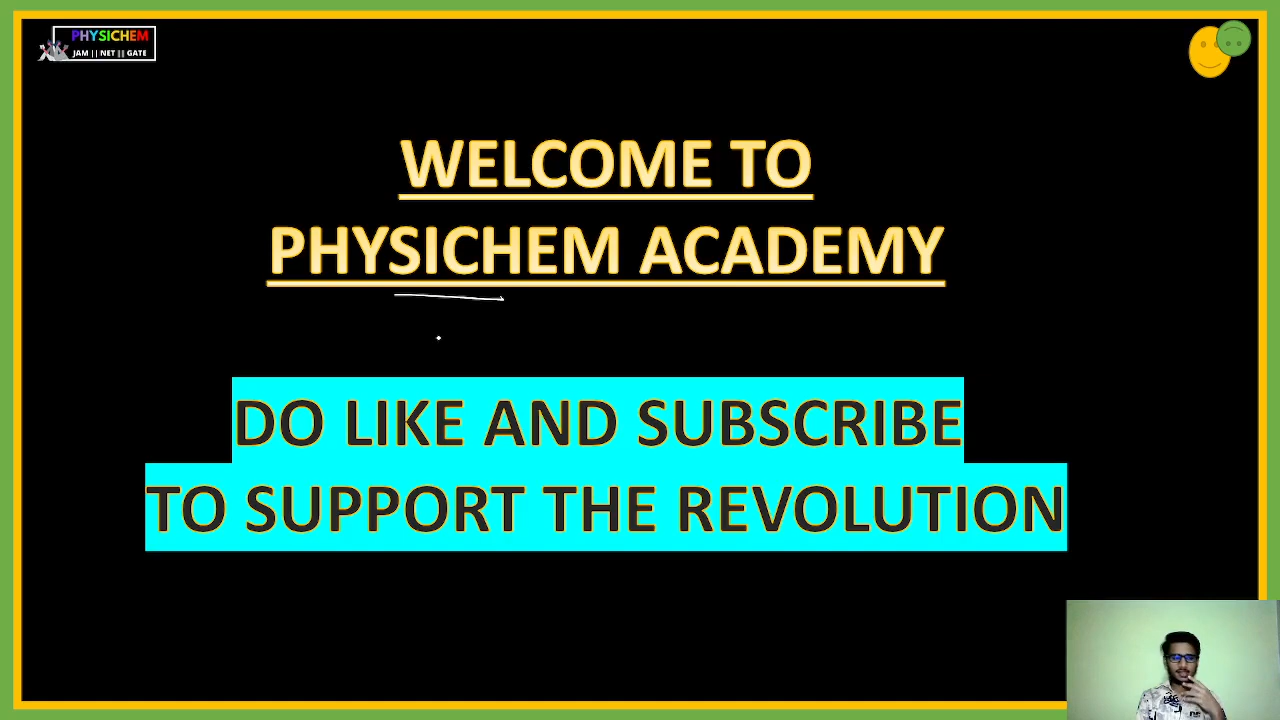 PHYSICHEM
JAM || NET || GATE
WELCOME TO
PHYSICHEM ACADEMY
DO LIKE AND SUBSCRIBE
TO SUPPORT THE REVOLUTION